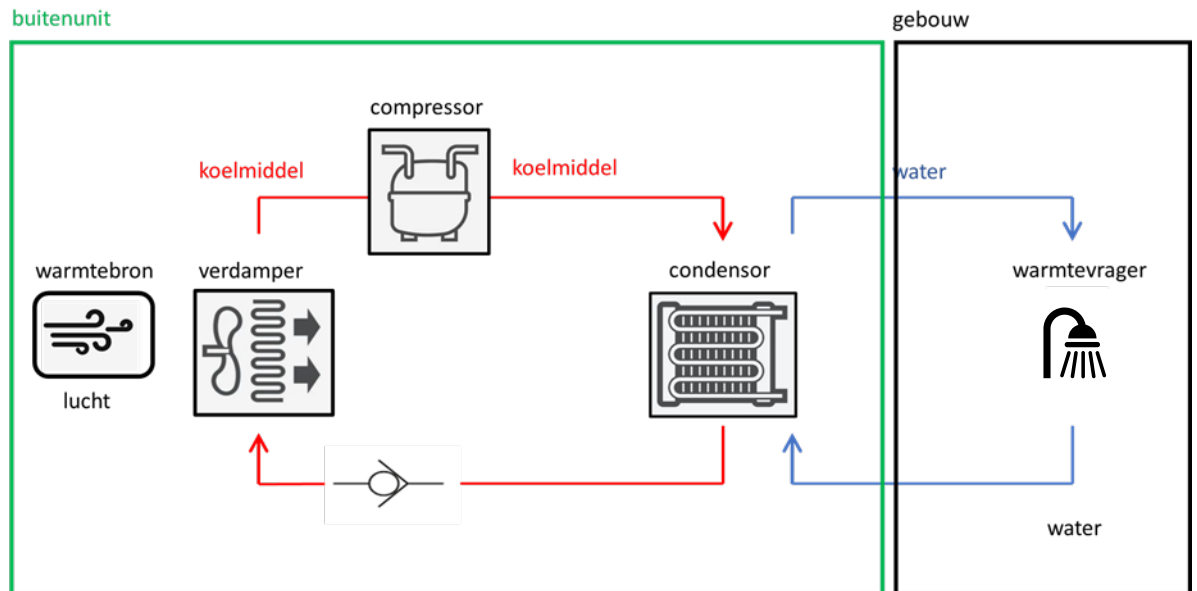 buitenunit
gebouw
compressor
koelmiddel
koelmiddel
water
warmtebron
verdamper
condensor
warmtevrager
lucht
water